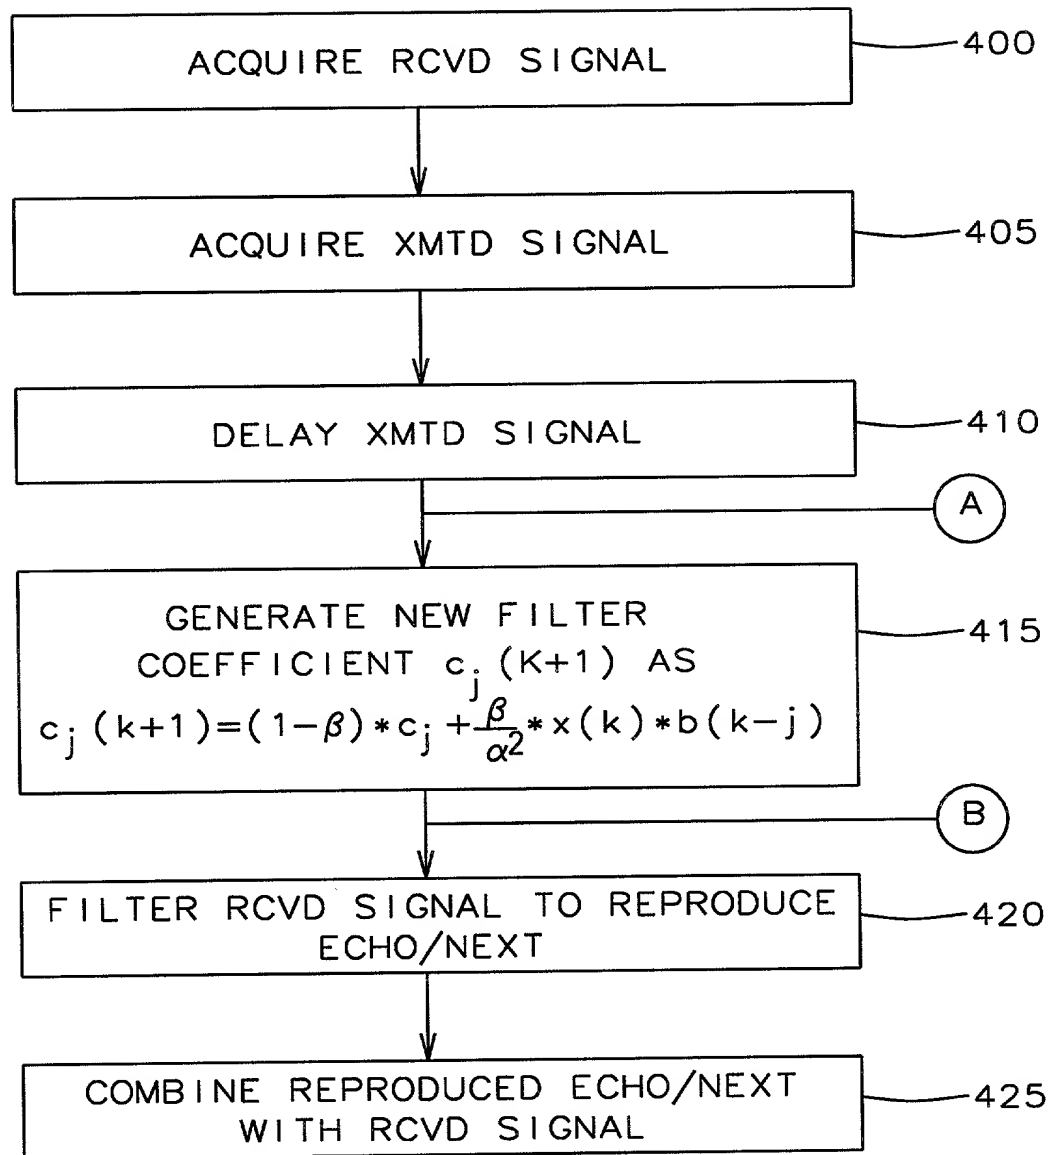 ACQUIRE RCVD SIGNAL
400
ACQUIRE XMTD SIGNAL
405
DELAY XMTD SIGNAL
410
A
GENERATE NEW FILTER
COEFFICIENT c_j(K+1) AS
c_j(k+1)=(1-β)*c_j+β/α²*x(k)*b(k-j)
415
B
FILTER RCVD SIGNAL TO REPRODUCE
ECHO/NEXT
420
COMBINE REPRODUCED ECHO/NEXT
WITH RCVD SIGNAL
425